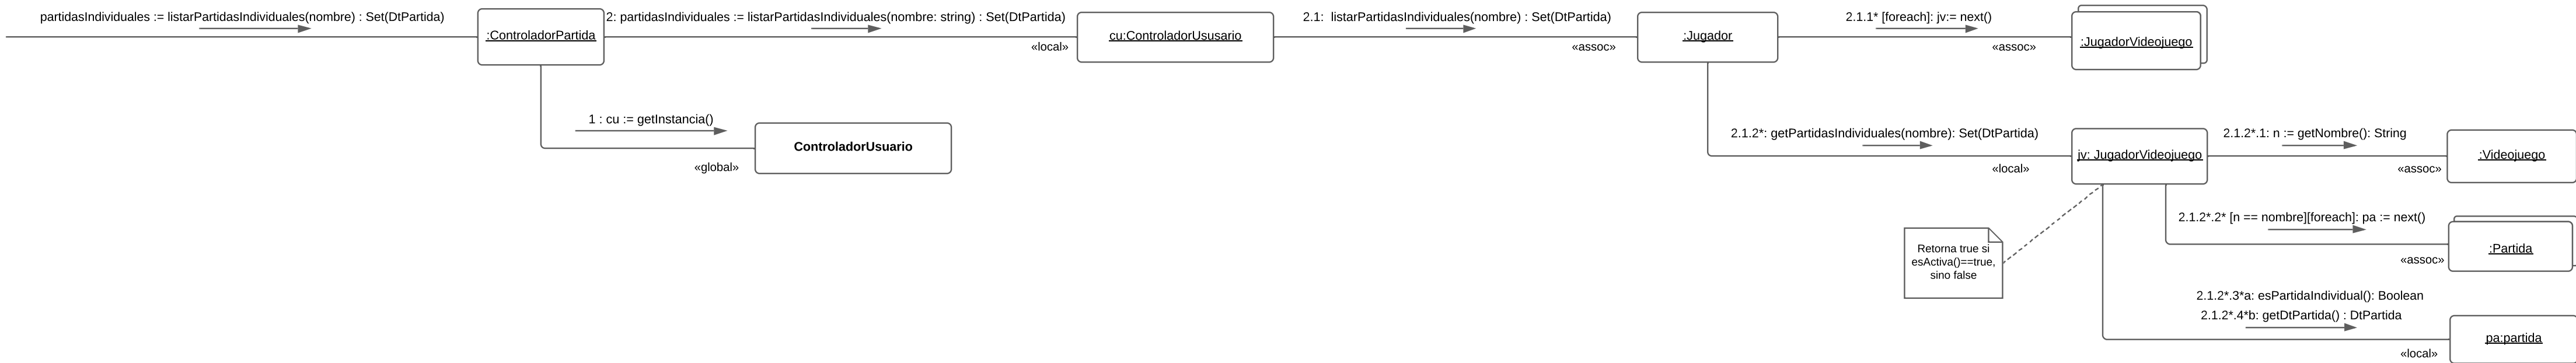 partidasIndividuales := listarPartidasIndividuales(nombre) : Set(DtPartida)
:ControladorPartida
2: partidasIndividuales := listarPartidasIndividuales(nombre: string) : Set(DtPartida)
«local»
cu:ControladorUsusario
2.1:  listarPartidasIndividuales(nombre) : Set(DtPartida)
«assoc»
:Jugador
2.1.1* [foreach]: jv:= next()
«assoc»
:JugadorVideojuego
1 : cu := getInstancia()
«global»
ControladorUsuario
2.1.2*: getPartidasIndividuales(nombre): Set(DtPartida)
«local»
jv: JugadorVideojuego
2.1.2*.1: n := getNombre(): String
«assoc»
:Videojuego
2.1.2*.2* [n == nombre][foreach]: pa := next()
«assoc»
:Partida
Retorna true si
esActiva()==true,
sino false
2.1.2*.3*a: esPartidaIndividual(): Boolean
2.1.2*.4*b: getDtPartida() : DtPartida
«local»
pa:partida